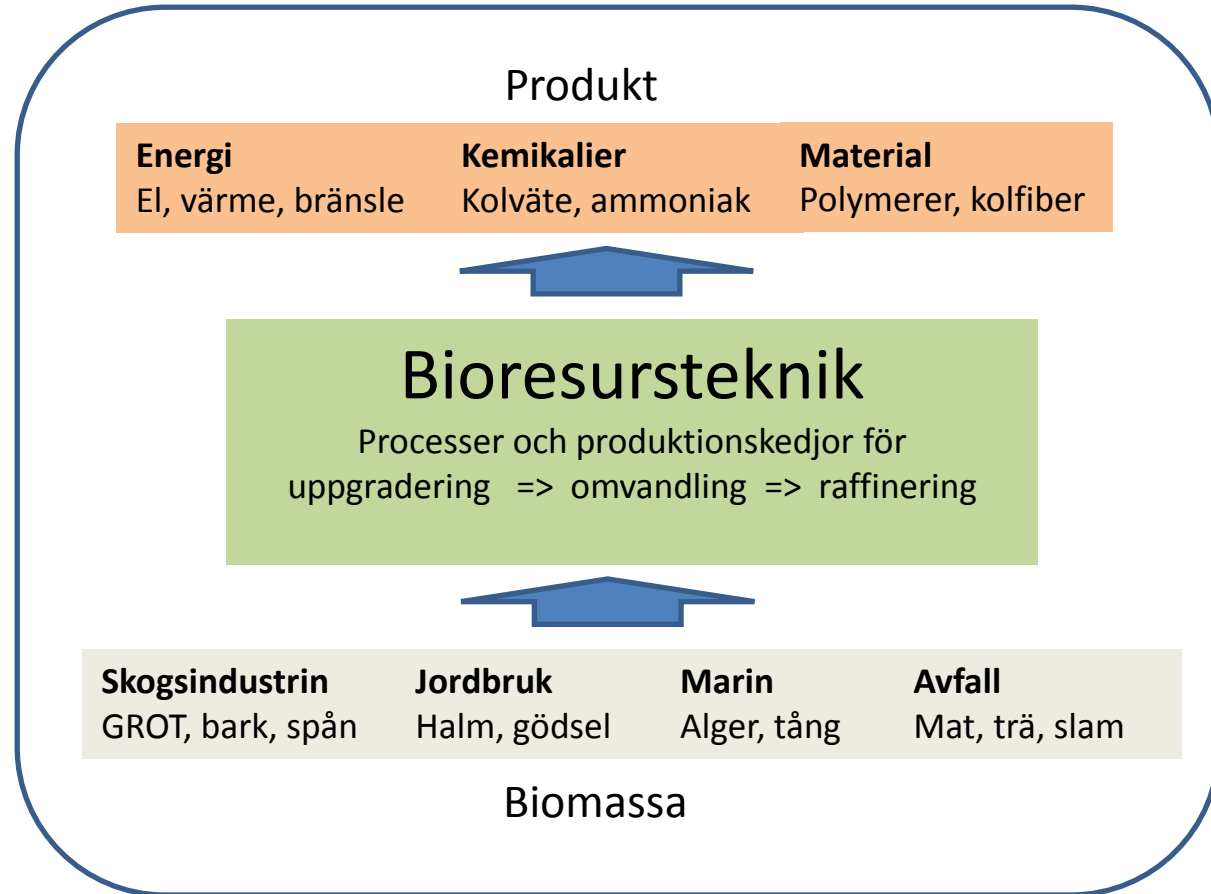 Produkt
Energi Kemikalier Material
El, värme, bränsle Kolväte, ammoniak Polymerer, kolfiber
Bioresursteknik
Processer och produktionskedjor för
uppgradering => omvandling => raffinering
Skogsindustrin Jordbruk Marin Avfall
GROT, bark, spån Halm, gödsel Alger, tång Mat, trä, slam
Biomassa